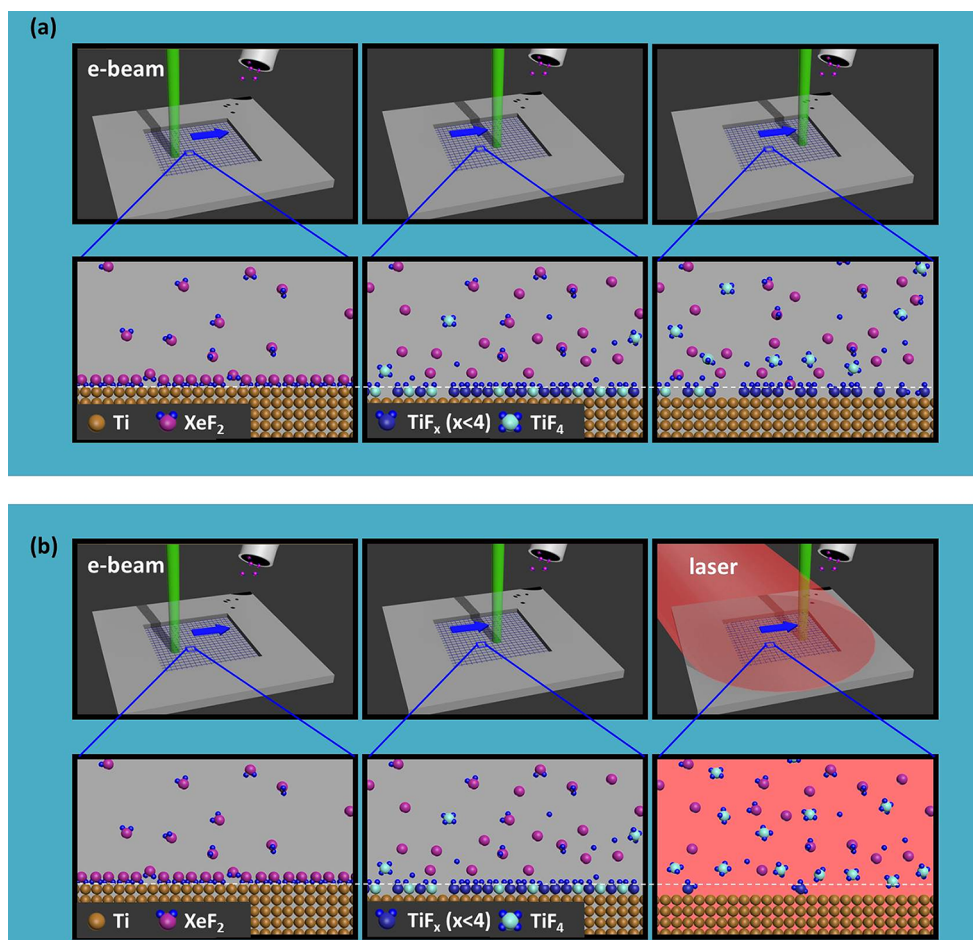 (a)
e-beam
Ti XeF₂
TiFₓ (x<4) TiF₄
(b)
e-beam
laser
Ti XeF₂
TiFₓ (x<4) TiF₄